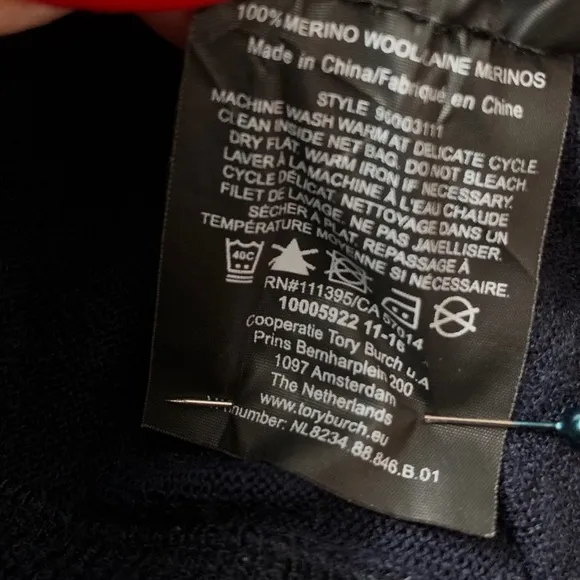 100% MERINO WOOL/LAINE MERINOS
Made in China/Fabriqué en Chine
STYLE 99003111
MACHINE WASH WARM AT DELICATE CYCLE.
CLEAN INSIDE NET BAG. DO NOT BLEACH.
DRY FLAT. WARM IRON IF NECESSARY.
LAVER À LA MACHINE À L'EAU CHAUDE
CYCLE DÉLICAT, NETTOYAGE DANS UN
FILET DE LAVAGE. NE PAS JAVELLISER.
SÉCHER À PLAT. REPASSAGE À
TEMPÉRATURE MOYENNE SI NÉCESSAIRE.
40C
RN#111395/CA 57014
10005922 11-16
Cooperatie Tory Burch u.A
Prins Bernharplein 200
1097 Amsterdam
The Netherlands
www.toryburch.eu
number: NL8234.88.846.B.01